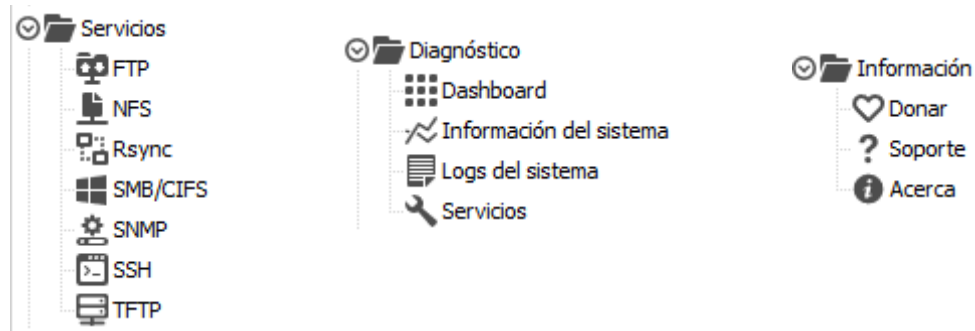 Servicios
FTP
NFS
Rsync
SMB/CIFS
SNMP
SSH
TFTP
Diagnóstico
Dashboard
Información del sistema
Logs del sistema
Servicios
Información
Donar
Soporte
Acerca